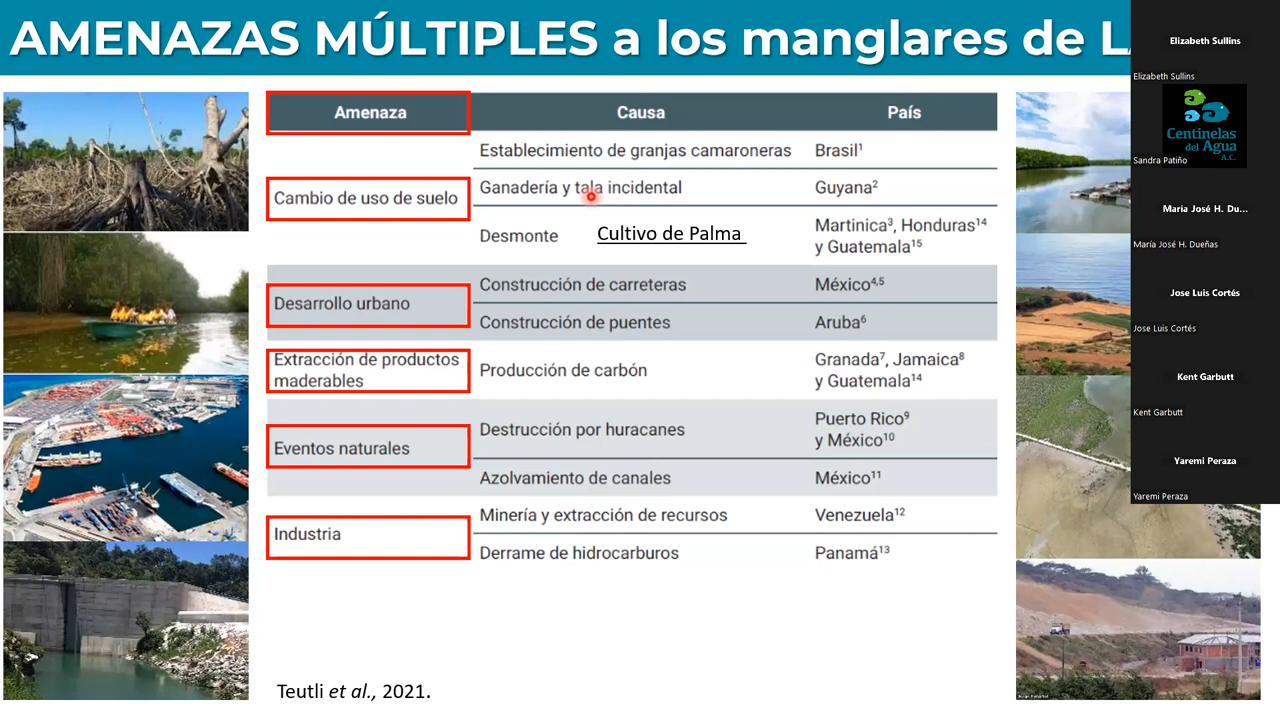 AMENAZAS MÚLTIPLES a los manglares de
Amenaza
Causa
País
Cambio de uso de suelo
Establecimiento de granjas camaroneras
Brasil¹
Ganadería y tala incidental
Guyana²
Desmonte
Cultivo de Palma
Martinica³, Honduras¹⁴
y Guatemala¹⁵
Desarrollo urbano
Construcción de carreteras
México⁴,⁵
Construcción de puentes
Aruba⁶
Extracción de productos
maderables
Producción de carbón
Granada⁷, Jamaica⁸
y Guatemala¹⁴
Eventos naturales
Destrucción por huracanes
Puerto Rico⁹
y México¹⁰
Azolvamiento de canales
México¹¹
Industria
Minería y extracción de recursos
Venezuela¹²
Derrame de hidrocarburos
Panamá¹³
Teutli et al., 2021.
Elizabeth Sullins
Elizabeth Sullins
Centinelas
del Agua
A.C.
Sandra Patiño
Maria José H. Du...
María José H. Dueñas
Jose Luis Cortés
Jose Luis Cortés
Kent Garbutt
Kent Garbutt
Yaremi Peraza
Yaremi Peraza